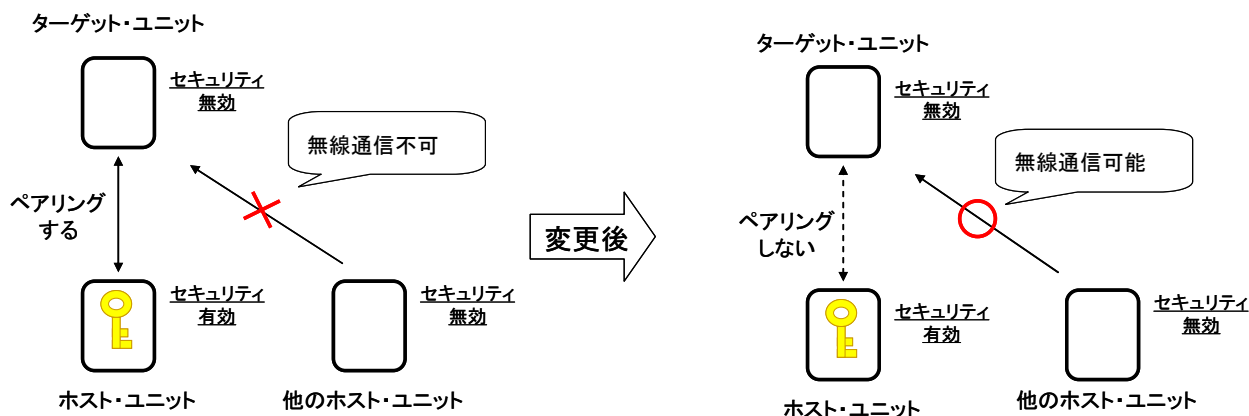 ターゲット・ユニット
セキュリティ
無効
無線通信不可
ペアリング
する
セキュリティ
有効
セキュリティ
無効
ホスト・ユニット
他のホスト・ユニット
変更後
ターゲット・ユニット
セキュリティ
無効
無線通信可能
ペアリング
しない
セキュリティ
有効
セキュリティ
無効
ホスト・ユニット
他のホスト・ユニット